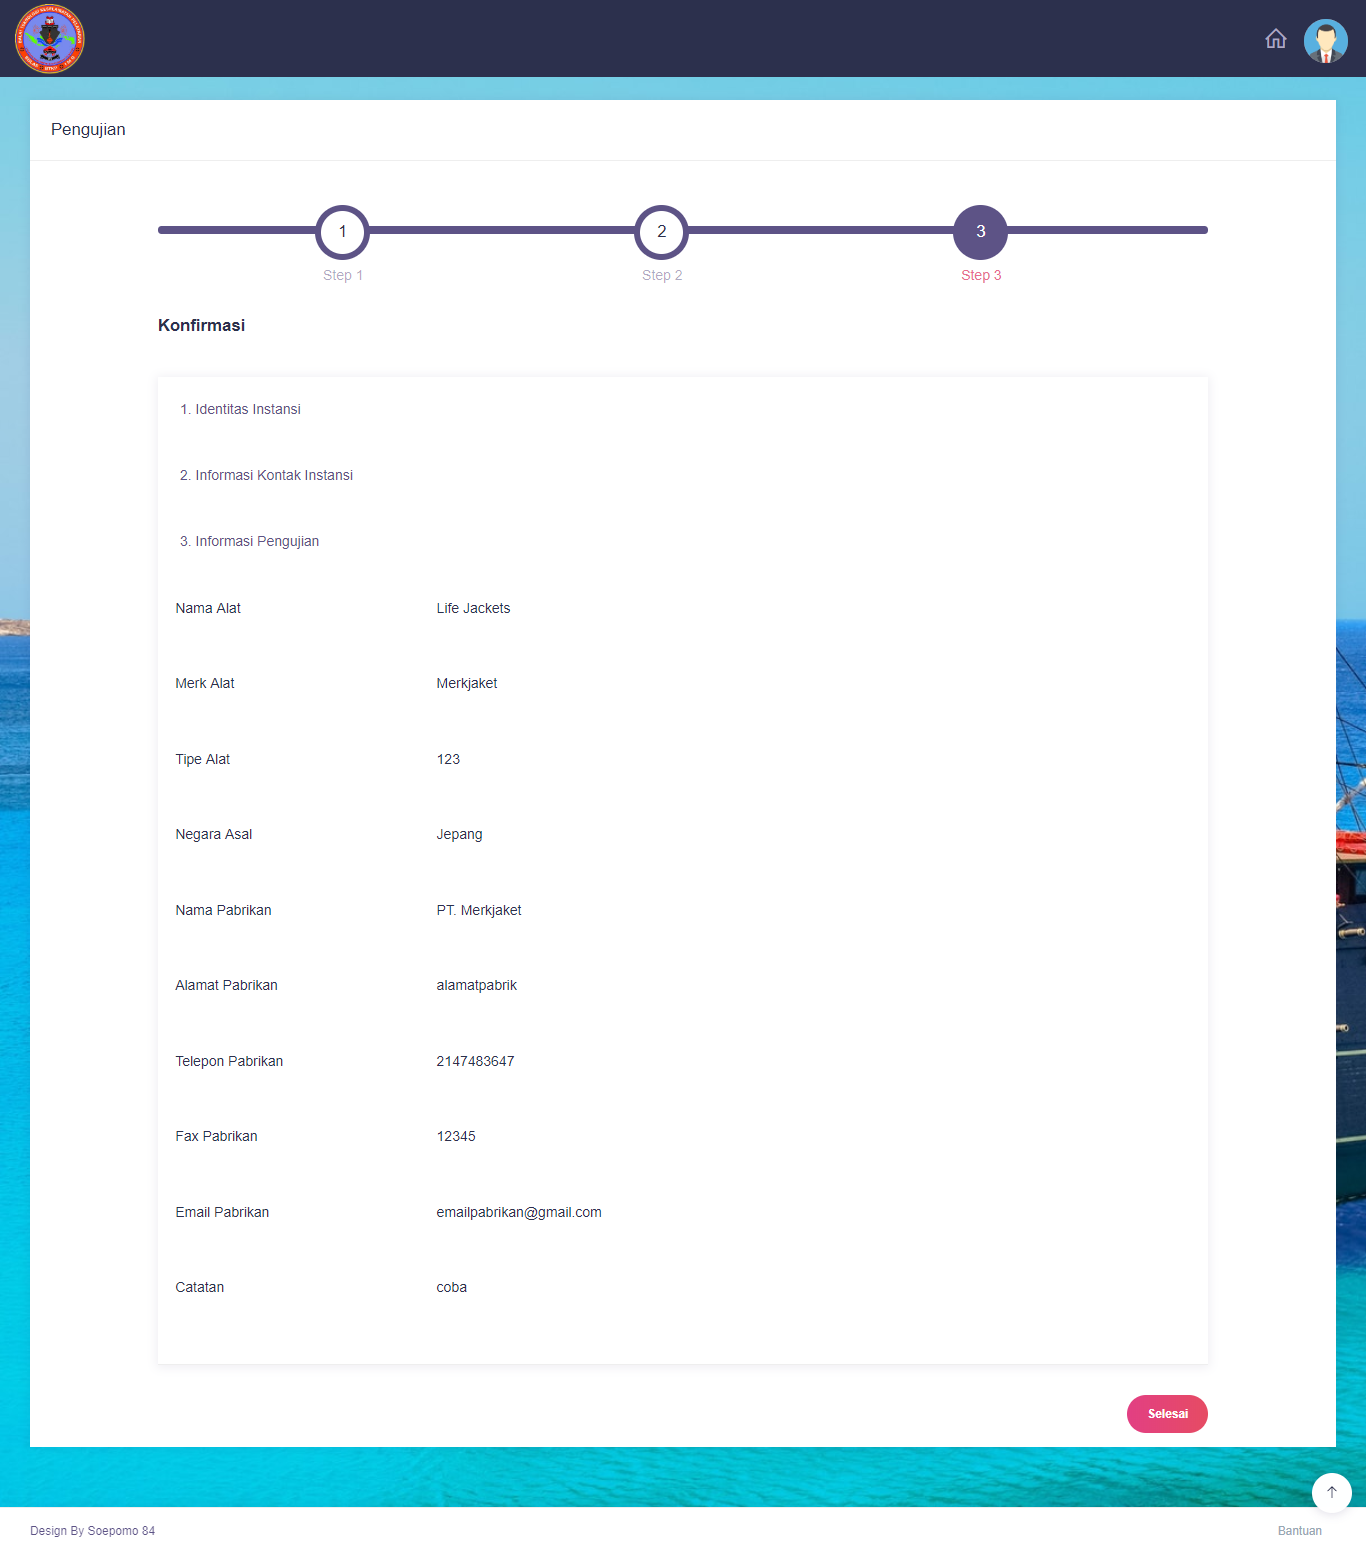 Pengujian
1
2
3
Step 1
Step 2
Step 3
Konfirmasi
1. Identitas Instansi
2. Informasi Kontak Instansi
3. Informasi Pengujian
Nama Alat Life Jackets
Merk Alat Merkjaket
Tipe Alat 123
Negara Asal Jepang
Nama Pabrikan PT. Merkjaket
Alamat Pabrikan alamatpabrik
Telepon Pabrikan 2147483647
Fax Pabrikan 12345
Email Pabrikan emailpabrikan@gmail.com
Catatan coba
Selesai
Design By Soepomo 84
Bantuan